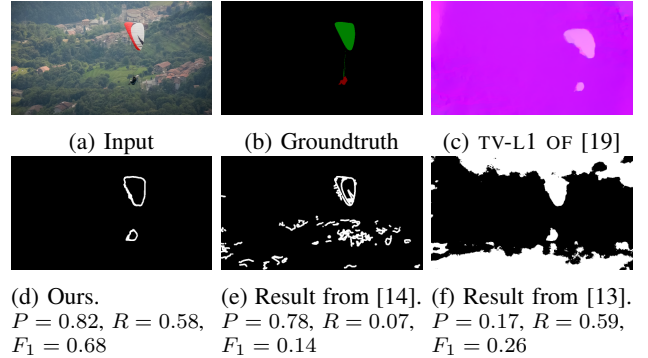 (a) Input
(b) Groundtruth
(c) TV-L1 OF [19]
(d) Ours.
P = 0.82, R = 0.58,
F1 = 0.68
(e) Result from [14].
P = 0.78, R = 0.07,
F1 = 0.14
(f) Result from [13].
P = 0.17, R = 0.59,
F1 = 0.26